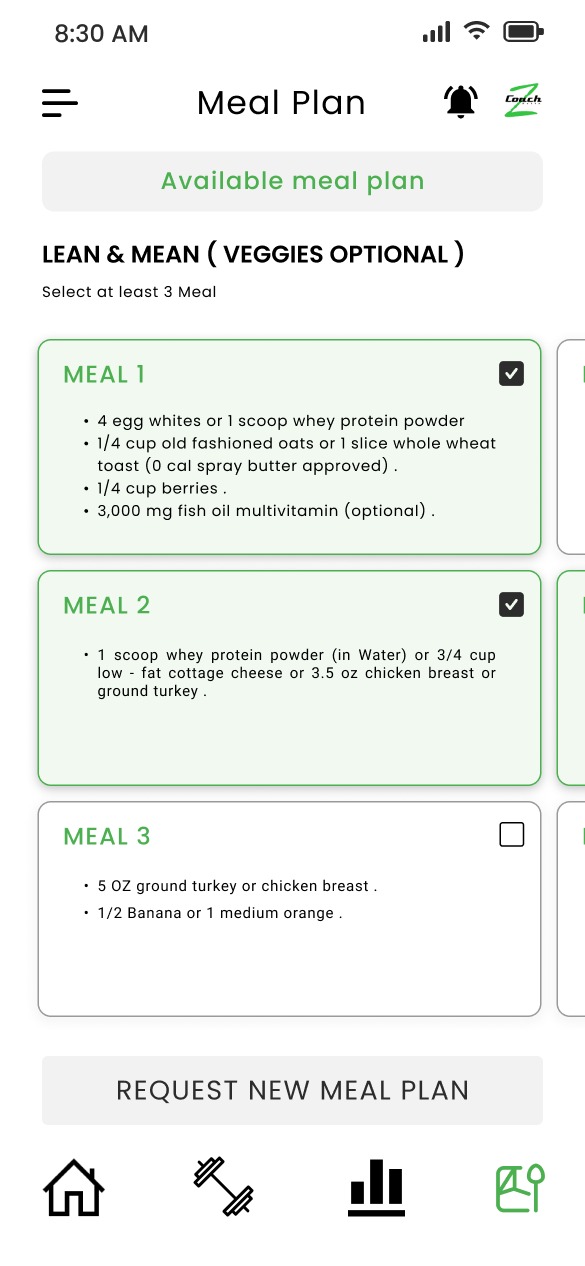 8:30 AM
Meal Plan
Coach
Available meal plan
LEAN & MEAN ( VEGGIES OPTIONAL )
Select at least 3 Meal
MEAL 1
• 4 egg whites or 1 scoop whey protein powder
• 1/4 cup old fashioned oats or 1 slice whole wheat
toast (0 cal spray butter approved) .
• 1/4 cup berries .
• 3,000 mg fish oil multivitamin (optional) .
MEAL 2
• 1 scoop whey protein powder (in Water) or 3/4 cup
low - fat cottage cheese or 3.5 oz chicken breast or
ground turkey .
MEAL 3
• 5 OZ ground turkey or chicken breast .
• 1/2 Banana or 1 medium orange .
REQUEST NEW MEAL PLAN